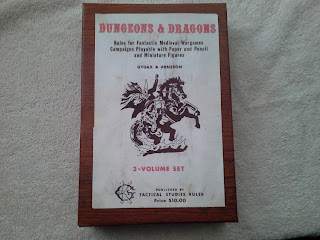 DUNGEONS & DRAGONS
Rules for Fantastic Medieval Wargames
Campaigns Playable with Paper and Pencil
and Miniature Figures
GYGAX & ARNESON
3-VOLUME SET
PUBLISHED BY
TACTICAL STUDIES RULES
Price $10.00